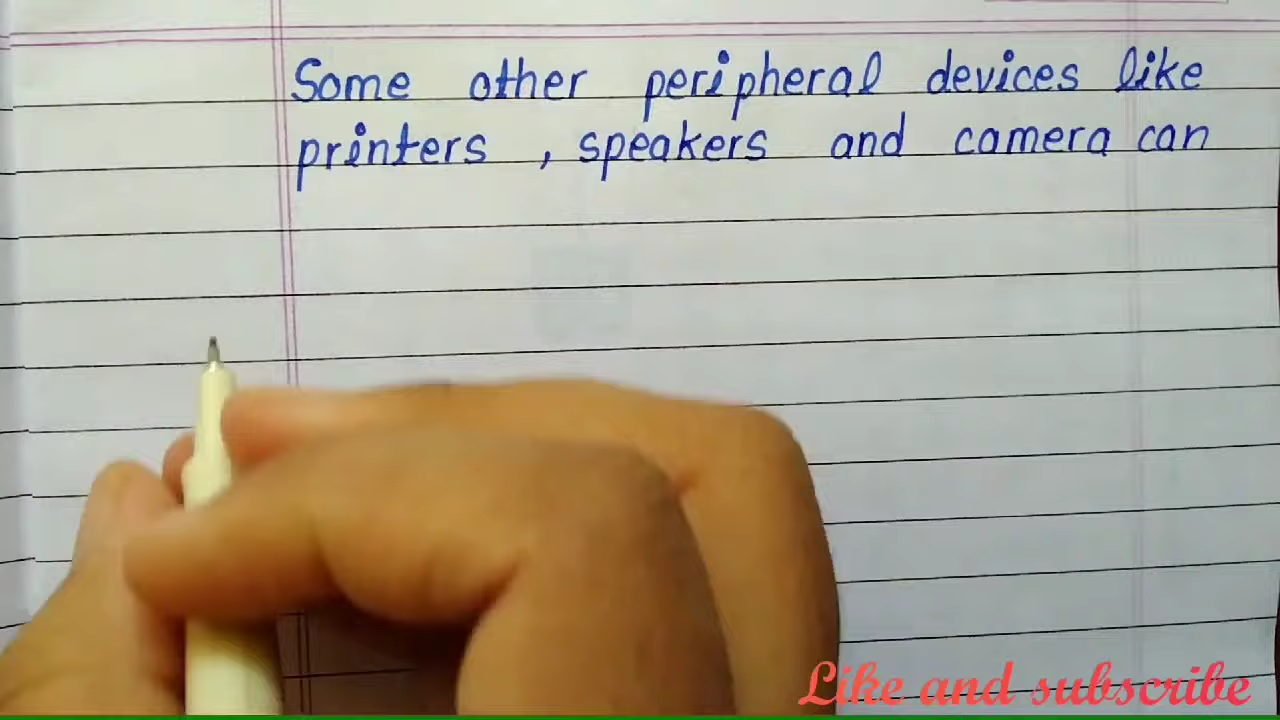 Some other peripheral devices like
printers , speakers and camera can
Like and subscribe